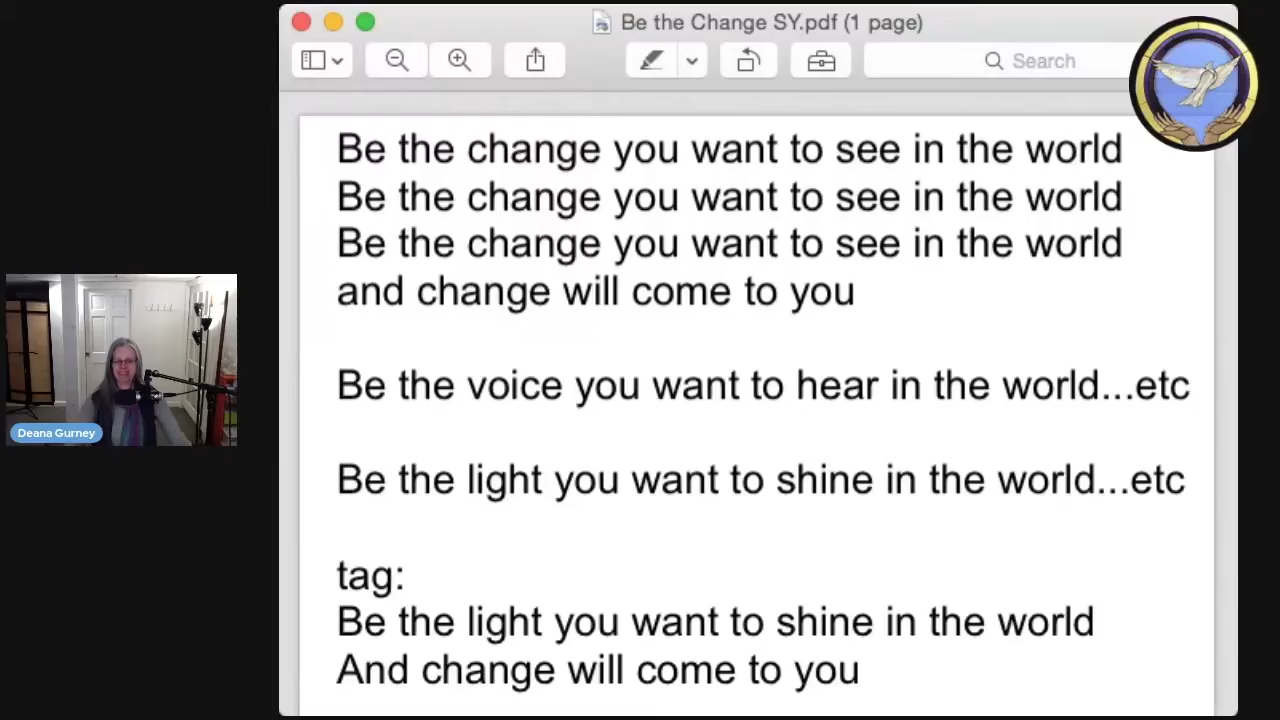 Be the Change SY.pdf (1 page)
Search
Be the change you want to see in the world
Be the change you want to see in the world
Be the change you want to see in the world
and change will come to you
Be the voice you want to hear in the world...etc
Be the light you want to shine in the world...etc
tag:
Be the light you want to shine in the world
And change will come to you
Deana Gurney